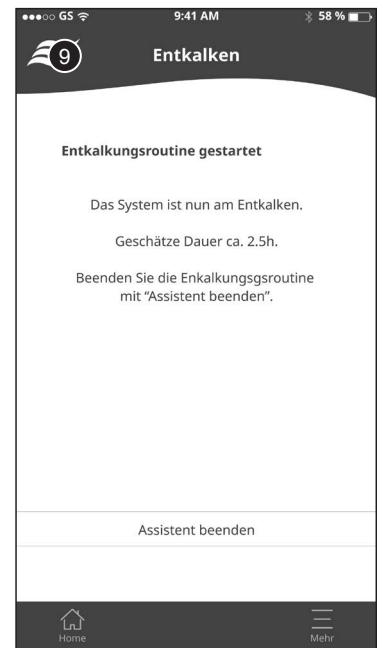 GS 9:41 AM 58 %
9 Entkalken
Entkalkungsroutine gestartet
Das System ist nun am Entkalken.
Geschätze Dauer ca. 2.5h.
Beenden Sie die Enkalkungsgsroutine
mit “Assistent beenden”.
Assistent beenden
Home Mehr